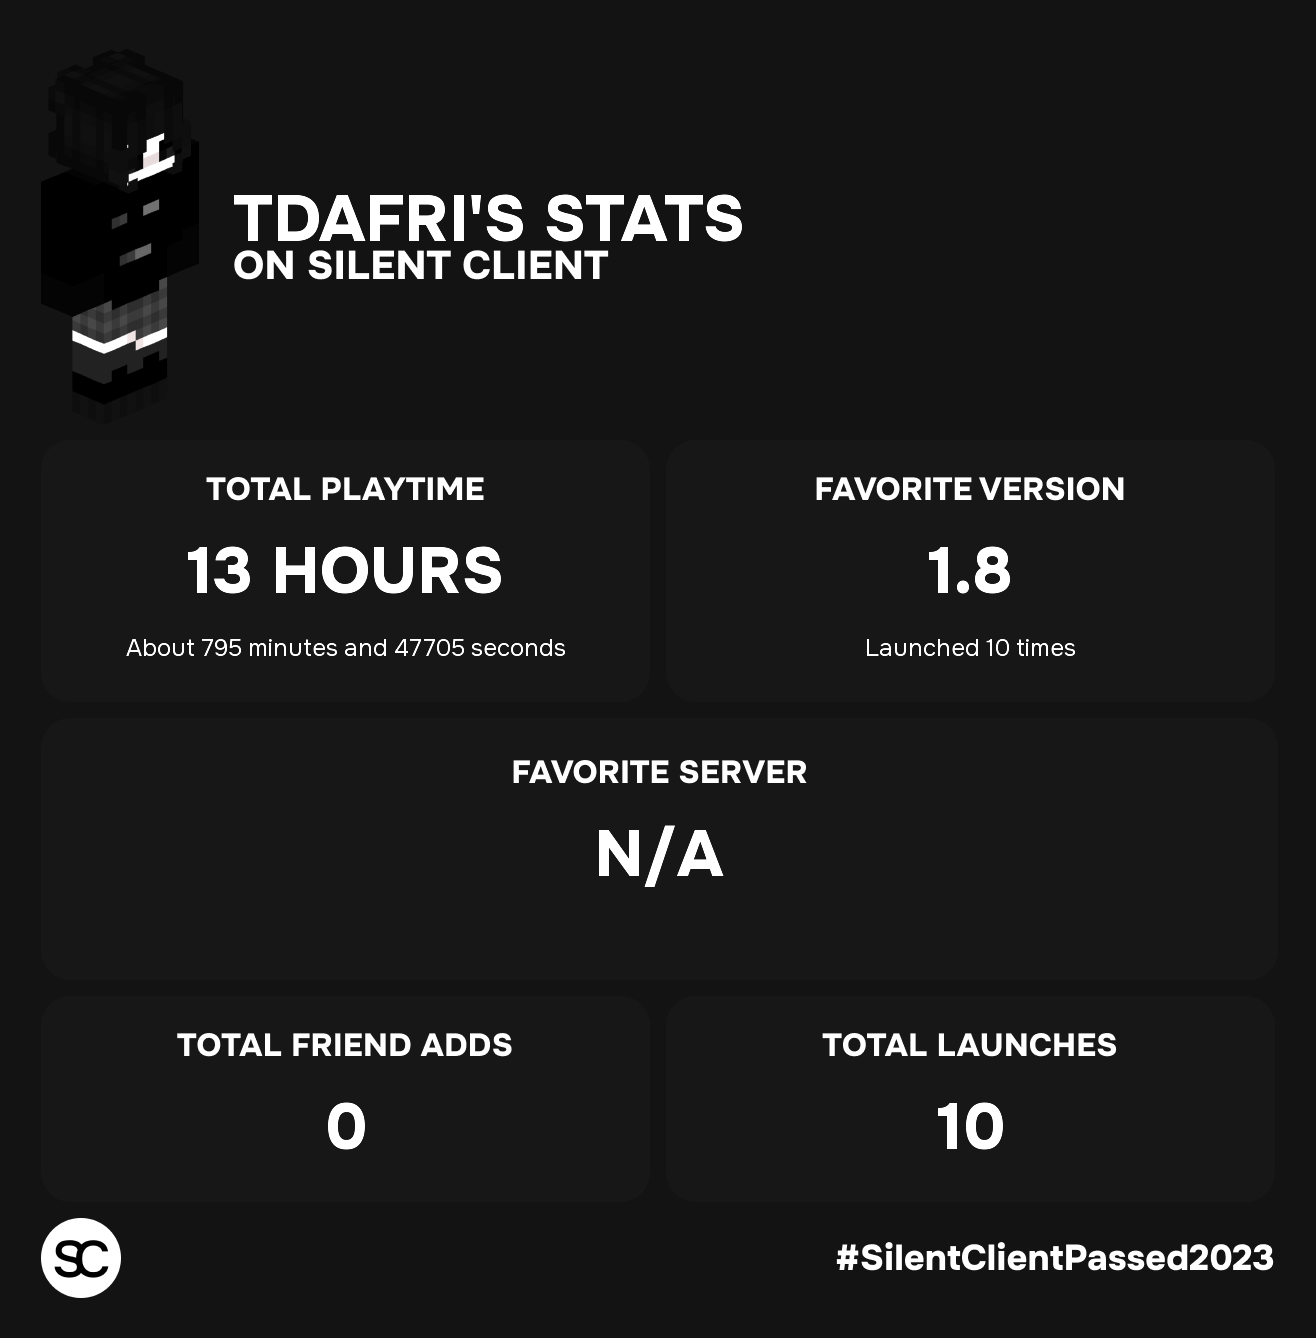 TDAFRI'S STATS
ON SILENT CLIENT
TOTAL PLAYTIME
13 HOURS
About 795 minutes and 47705 seconds
FAVORITE VERSION
1.8
Launched 10 times
FAVORITE SERVER
N/A
TOTAL FRIEND ADDS
0
TOTAL LAUNCHES
10
SC
#SilentClientPassed2023